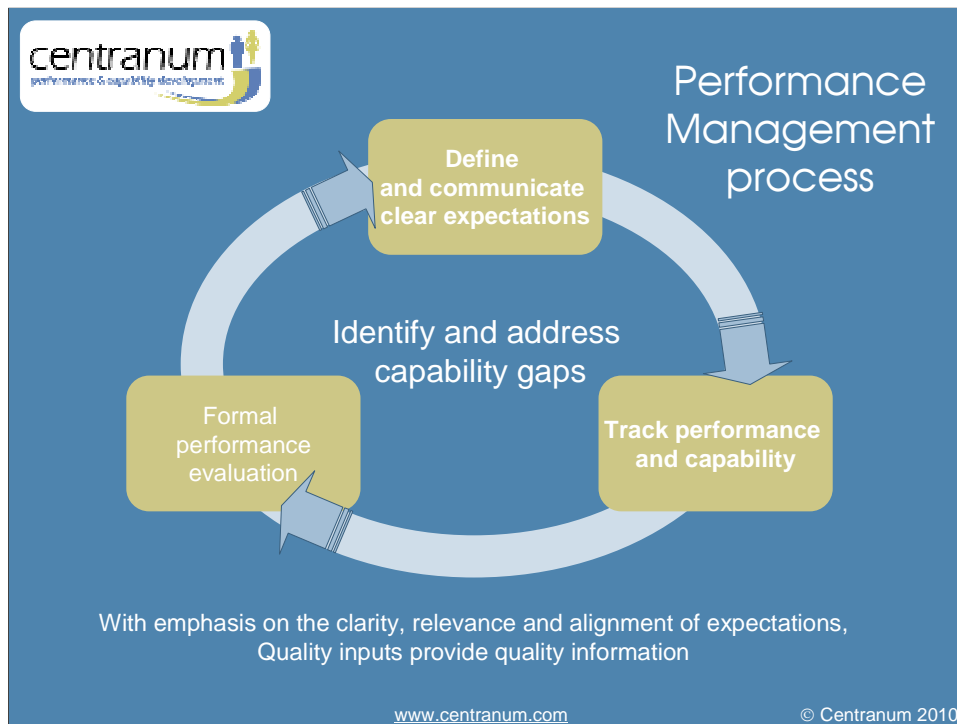 centranum
performance & capability development
Performance
Management
process
Define
and communicate
clear expectations
Identify and address
capability gaps
Formal
performance
evaluation
Track performance
and capability
With emphasis on the clarity, relevance and alignment of expectations,
Quality inputs provide quality information
www.centranum.com
© Centranum 2010